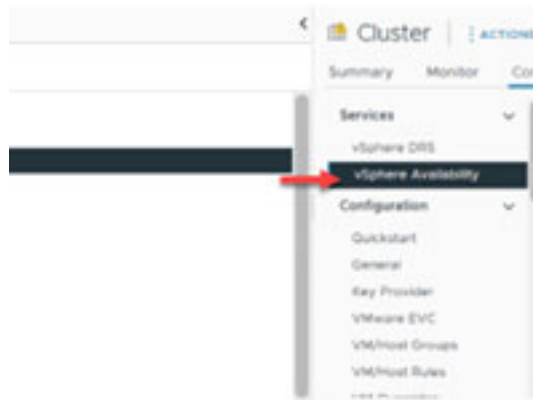 Cluster
ACTIONS
Summary Monitor
Services
vSphere DRS
vSphere Availability
Configuration
Quickstart
General
Key Provider
VMware EVC
VM/Host Groups
VM/Host Rules